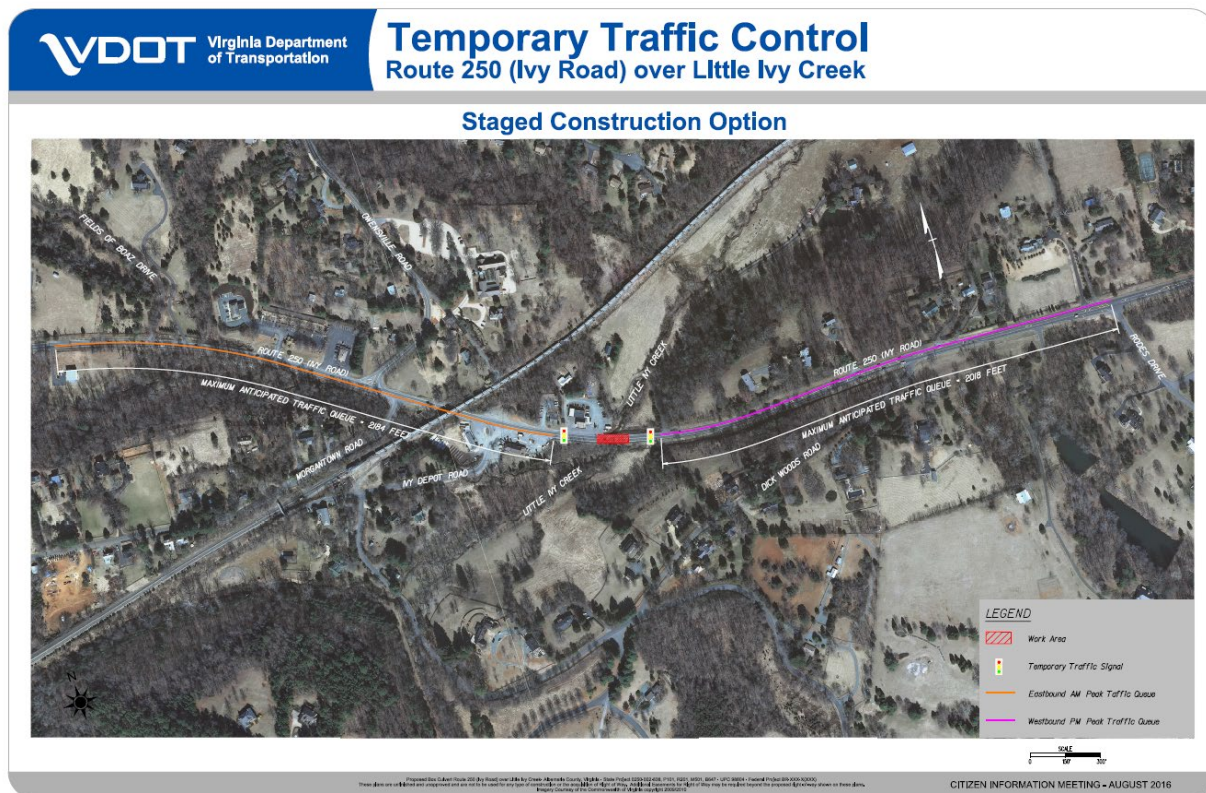 VDOT
Virginia Department
of Transportation
Temporary Traffic Control
Route 250 (Ivy Road) over Little Ivy Creek
Staged Construction Option
FIELDS OF BOAZ DRIVE
OWENSVILLE ROAD
ROUTE 250 (IVY ROAD)
MAXIMUM ANTICIPATED TRAFFIC QUEUE - 2184 FEET
MORGANTOWN ROAD
IVY DEPOT ROAD
LITTLE IVY CREEK
LITTLE IVY CREEK
ROUTE 250 (IVY ROAD)
MAXIMUM ANTICIPATED TRAFFIC QUEUE - 2018 FEET
DICK WOODS ROAD
RODES DRIVE
N
LEGEND
Work Area
Temporary Traffic Signal
Eastbound AM Peak Taffic Queue
Westbound PM Peak Traffic Queue
SCALE
0 150' 300'
CITIZEN INFORMATION MEETING - AUGUST 2016